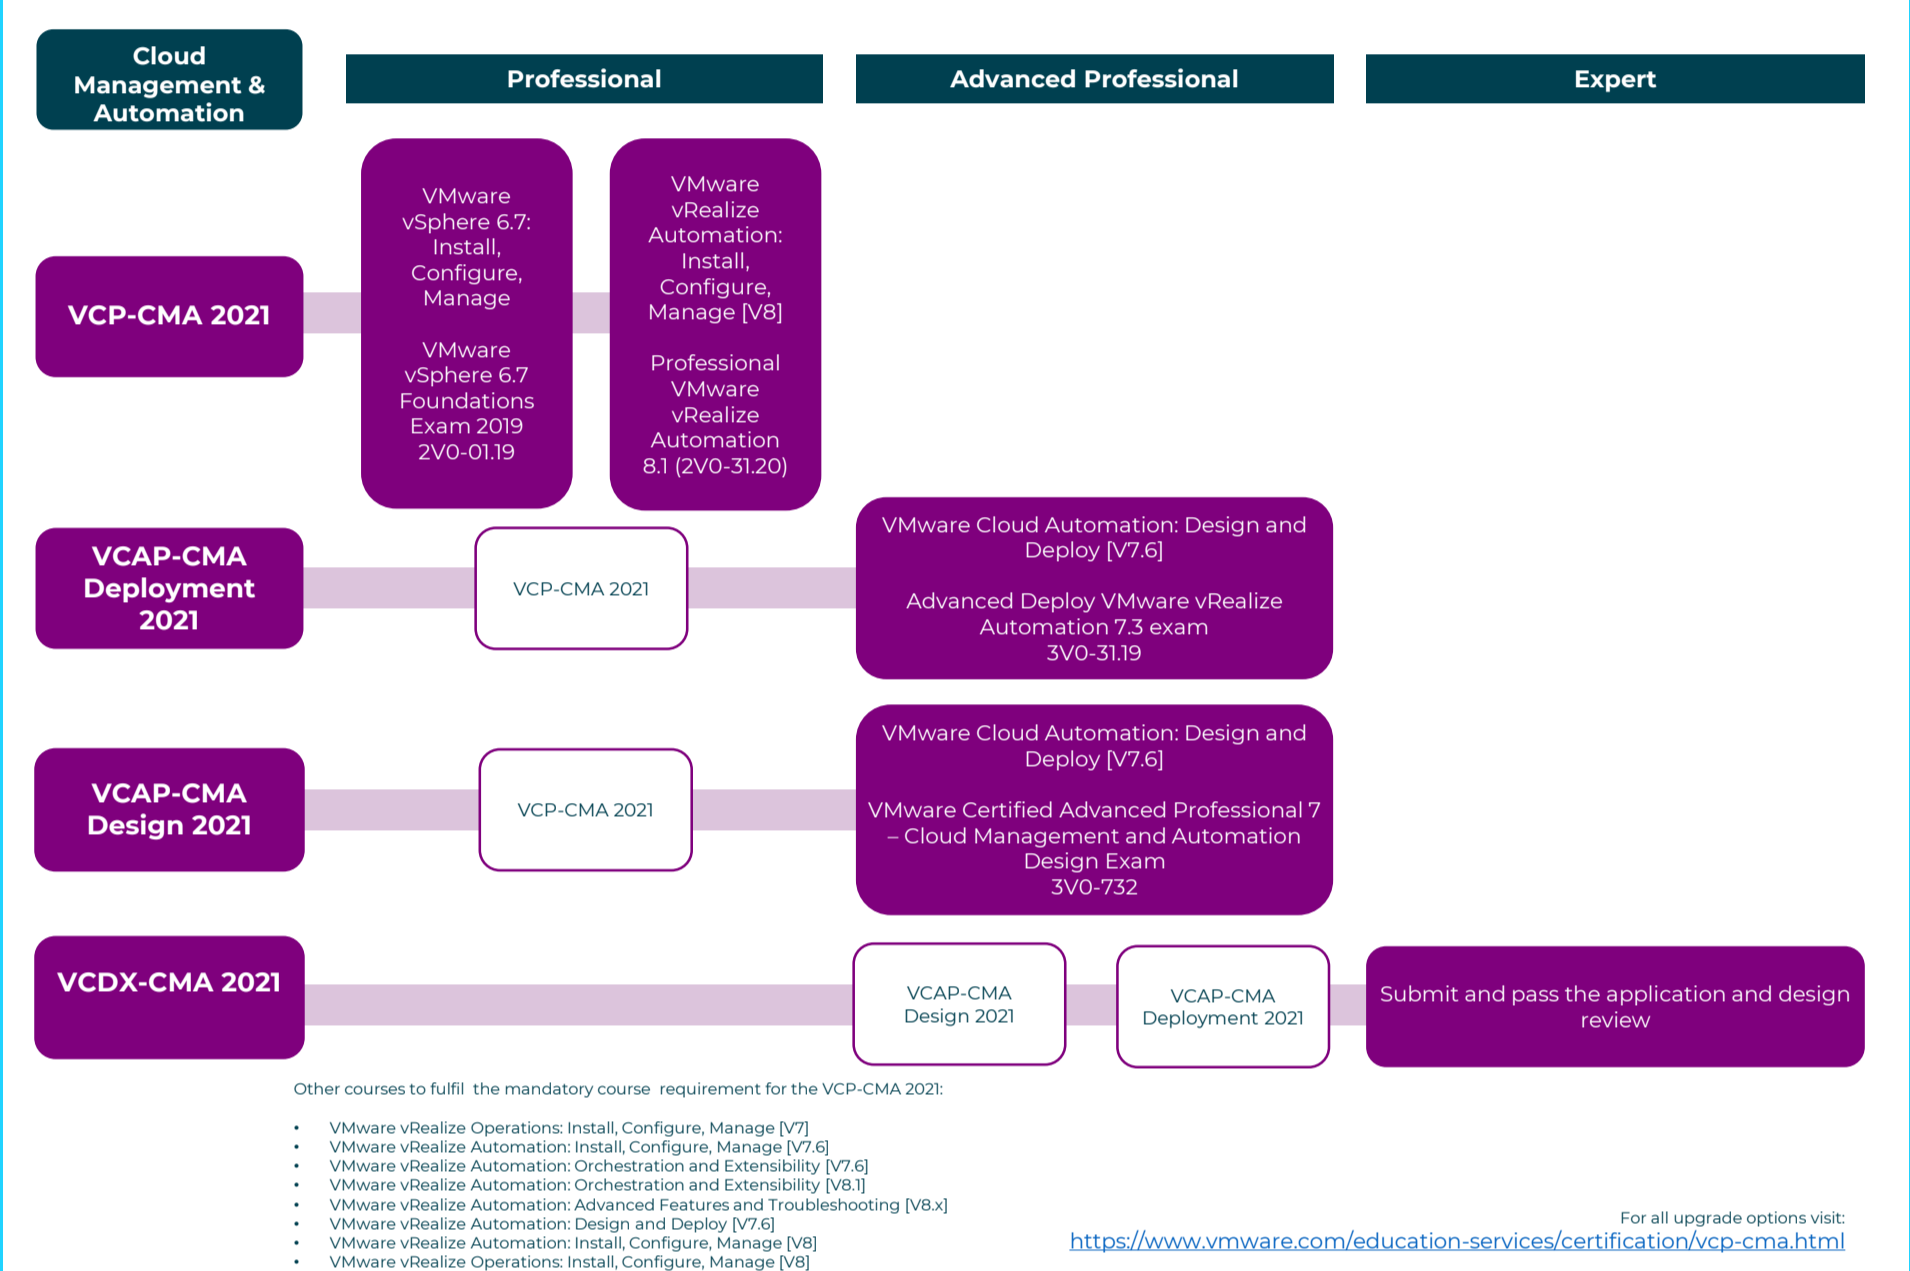 Cloud
Management &
Automation
Professional
Advanced Professional
Expert
VCP-CMA 2021
VMware
vSphere 6.7:
Install,
Configure,
Manage
VMware
vSphere 6.7
Foundations
Exam 2019
2V0-01.19
VMware
vRealize
Automation:
Install,
Configure,
Manage [V8]
Professional
VMware
vRealize
Automation
8.1 (2V0-31.20)
VCAP-CMA
Deployment
2021
VCP-CMA 2021
VMware Cloud Automation: Design and
Deploy [V7.6]
Advanced Deploy VMware vRealize
Automation 7.3 exam
3V0-31.19
VCAP-CMA
Design 2021
VCP-CMA 2021
VMware Cloud Automation: Design and
Deploy [V7.6]
VMware Certified Advanced Professional 7
– Cloud Management and Automation
Design Exam
3V0-732
VCDX-CMA 2021
VCAP-CMA
Design 2021
VCAP-CMA
Deployment 2021
Submit and pass the application and design
review
Other courses to fulfil the mandatory course requirement for the VCP-CMA 2021:
• VMware vRealize Operations: Install, Configure, Manage [V7]
• VMware vRealize Automation: Install, Configure, Manage [V7.6]
• VMware vRealize Automation: Orchestration and Extensibility [V7.6]
• VMware vRealize Automation: Orchestration and Extensibility [V8.1]
• VMware vRealize Automation: Advanced Features and Troubleshooting [V8.x]
• VMware vRealize Automation: Design and Deploy [V7.6]
• VMware vRealize Automation: Install, Configure, Manage [V8]
• VMware vRealize Operations: Install, Configure, Manage [V8]
For all upgrade options visit:
https://www.vmware.com/education-services/certification/vcp-cma.html